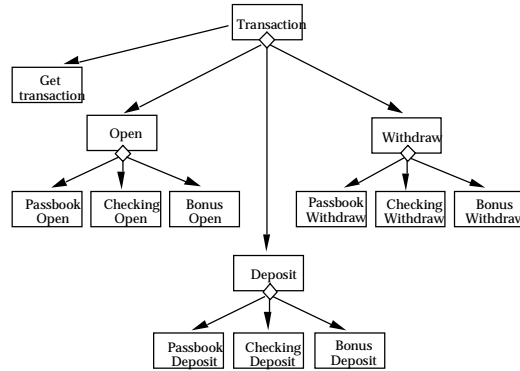 Transaction
Get
transaction
Open
Withdraw
Passbook
Open
Checking
Open
Bonus
Open
Passbook
Withdraw
Checking
Withdraw
Bonus
Withdraw
Deposit
Passbook
Deposit
Checking
Deposit
Bonus
Deposit